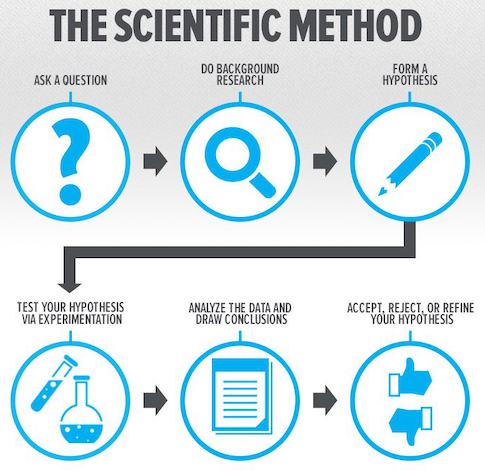 THE SCIENTIFIC METHOD
ASK A QUESTION
DO BACKGROUND
RESEARCH
FORM A
HYPOTHESIS
TEST YOUR HYPOTHESIS
VIA EXPERIMENTATION
ANALYZE THE DATA AND
DRAW CONCLUSIONS
ACCEPT, REJECT, OR REFINE
YOUR HYPOTHESIS